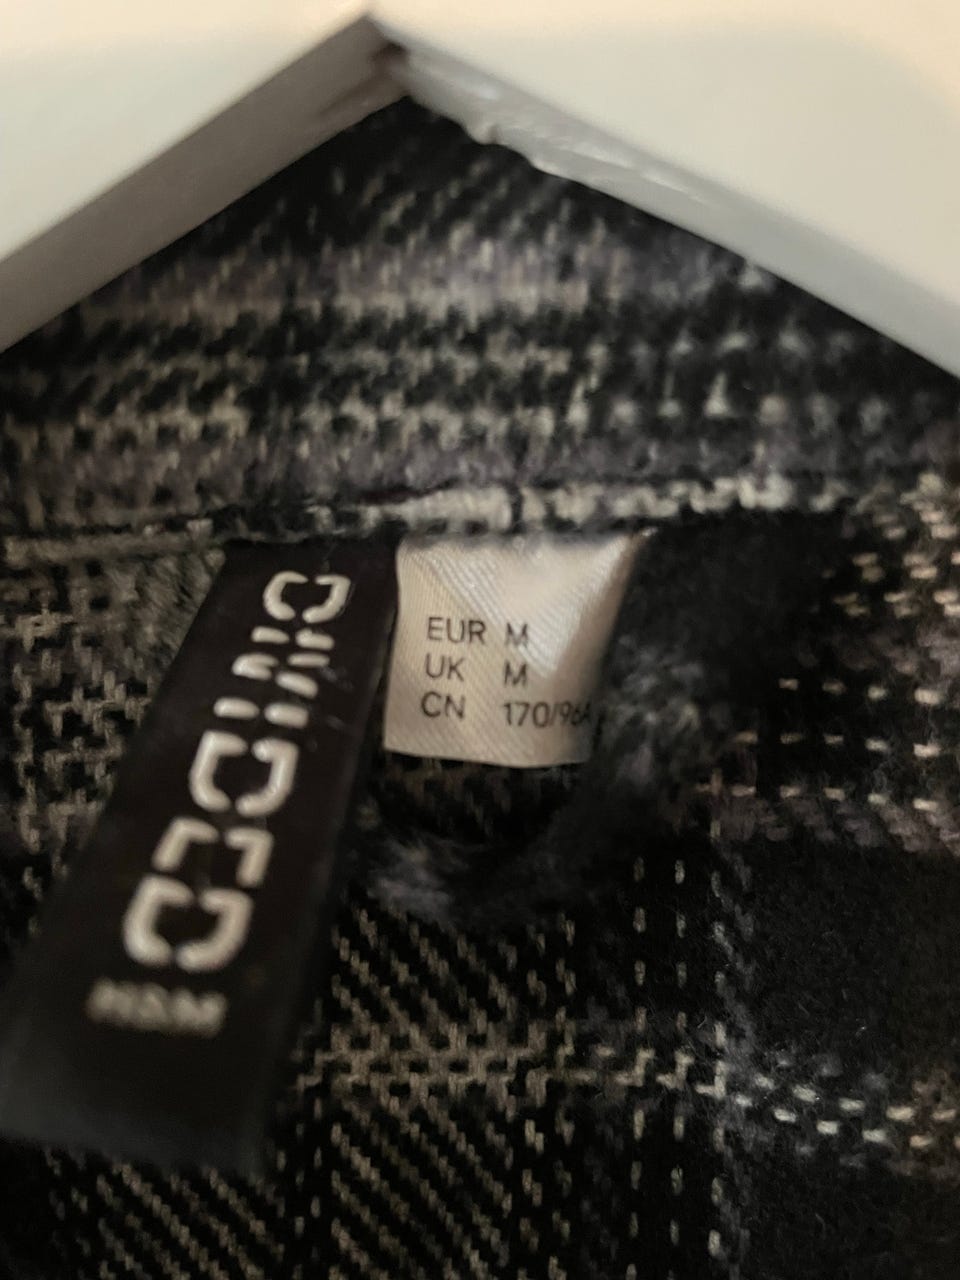 DIVIDED
H&M
EUR M
UK M
CN 170/96A